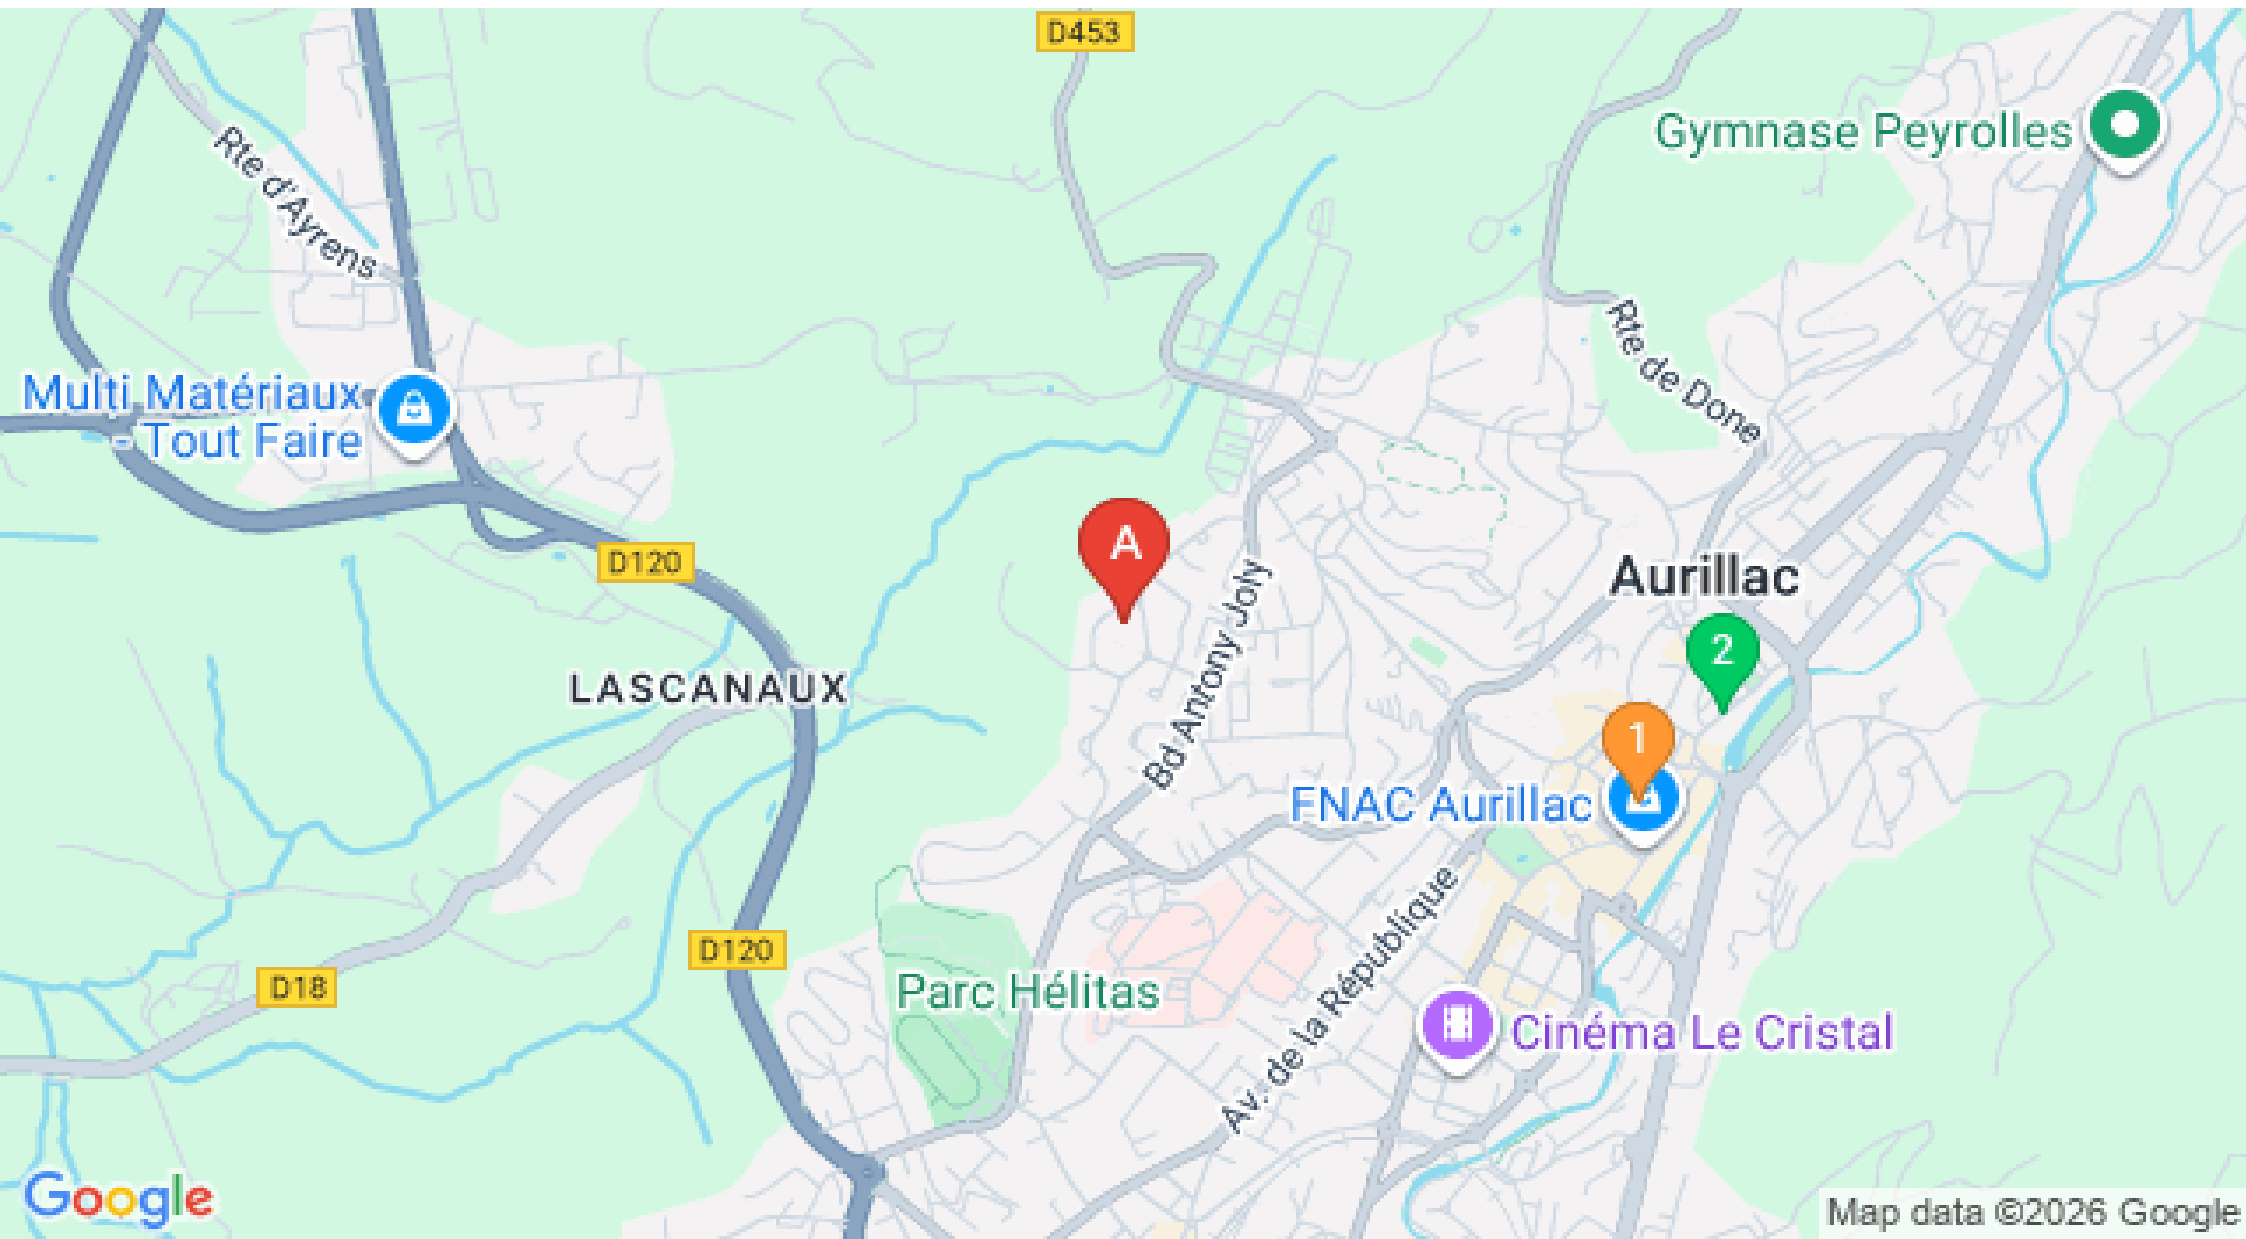 D453
Gymnase Peyrolles
Rte d'Ayrens
Rte de Done
Multi Matériaux
- Tout Faire
A
D120
Bd Antony Joly
Aurillac
2
LASCANAUX
1
FNAC Aurillac
Av. de la République
D120
D18
Parc Hélitas
Cinéma Le Cristal
Google
Map data ©2026 Google